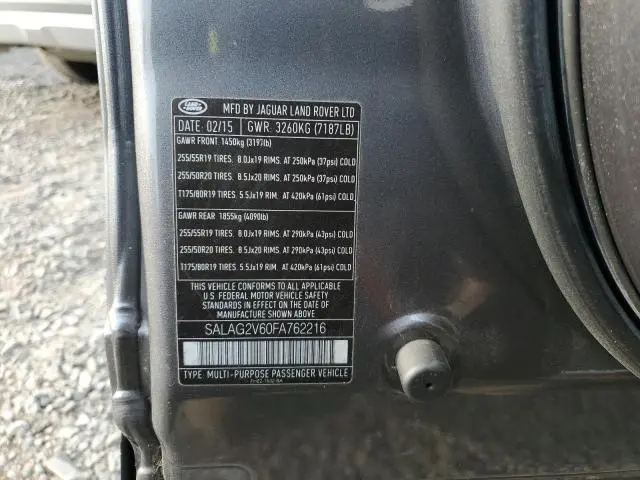 LAND ROVER
MFD BY JAGUAR LAND ROVER LTD
DATE: 02/15 GWR: 3260KG (7187LB)
GAWR FRONT 1450kg (3197lb)
255/55R19 TIRES. 8.0Jx19 RIMS. AT 250kPa (37psi) COLD
255/50R20 TIRES. 8.5Jx20 RIMS. AT 250kPa (37psi) COLD
T175/80R19 TIRES. 5.5Jx19 RIM. AT 420kPa (61psi) COLD
GAWR REAR 1855kg (4090lb)
255/55R19 TIRES. 8.0Jx19 RIMS. AT 290kPa (43psi) COLD
255/50R20 TIRES. 8.5Jx20 RIMS. AT 290kPa (43psi) COLD
T175/80R19 TIRES. 5.5Jx19 RIM. AT 420kPa (61psi) COLD
THIS VEHICLE CONFORMS TO ALL APPLICABLE
U.S. FEDERAL MOTOR VEHICLE SAFETY
STANDARDS IN EFFECT ON THE DATE OF
MANUFACTURE SHOWN ABOVE.
SALAG2V60FA762216
TYPE: MULTI-PURPOSE PASSENGER VEHICLE